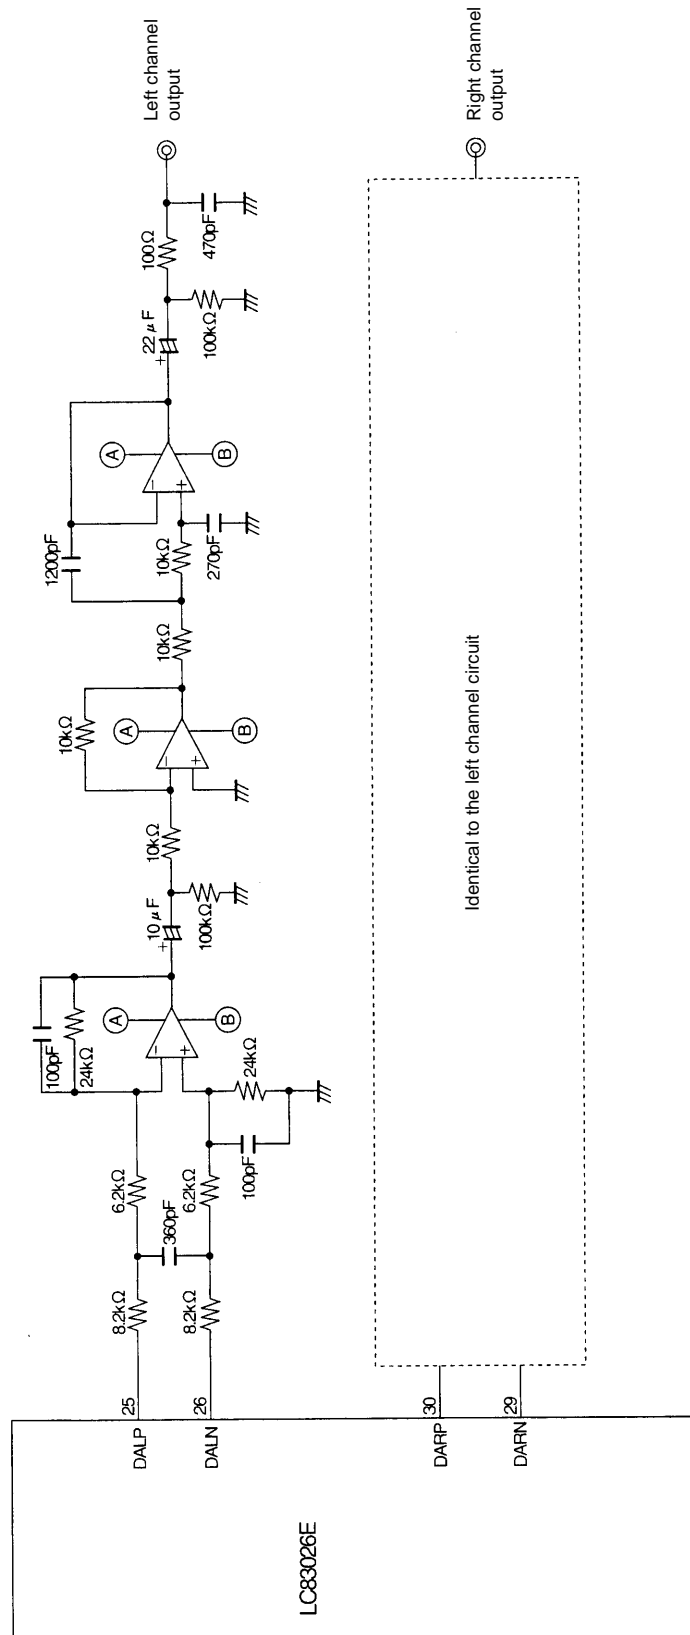 LC83026E
DALP
25
DALN
26
DARP
30
DARN
29
8.2kΩ
8.2kΩ
360pF
6.2kΩ
6.2kΩ
100pF
24kΩ
100pF
24kΩ
−
+
A
B
+
10μF
100kΩ
10kΩ
10kΩ
−
+
A
B
10kΩ
1200pF
10kΩ
270pF
−
+
A
B
+
22μF
100kΩ
100Ω
470pF
Left channel
output
Identical to the left channel circuit
Right channel
output